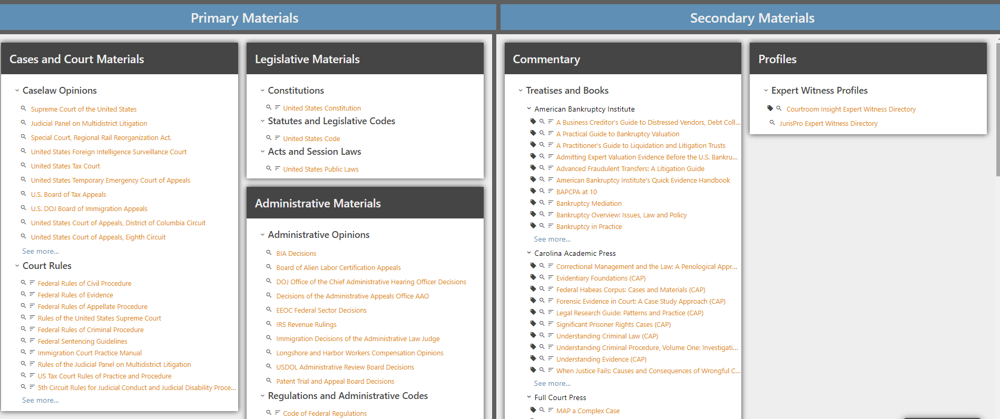 Primary Materials
Secondary Materials
Cases and Court Materials
Caselaw Opinions
Supreme Court of the United States
Judicial Panel on Multidistrict Litigation
Special Court, Regional Rail Reorganization Act.
United States Foreign Intelligence Surveillance Court
United States Tax Court
United States Temporary Emergency Court of Appeals
U.S. Board of Tax Appeals
U.S. DOJ Board of Immigration Appeals
United States Court of Appeals, District of Columbia Circuit
United States Court of Appeals, Eighth Circuit
See more...
Court Rules
Federal Rules of Civil Procedure
Federal Rules of Evidence
Federal Rules of Appellate Procedure
Rules of the United States Supreme Court
Federal Rules of Criminal Procedure
Federal Sentencing Guidelines
Immigration Court Practice Manual
Rules of the Judicial Panel on Multidistrict Litigation
US Tax Court Rules of Practice and Procedure
5th Circuit Rules for Judicial Conduct and Judicial Disability Proce...
See more...
Legislative Materials
Constitutions
United States Constitution
Statutes and Legislative Codes
United States Code
Acts and Session Laws
United States Public Laws
Administrative Materials
Administrative Opinions
BIA Decisions
Board of Alien Labor Certification Appeals
DOJ Office of the Chief Administrative Hearing Officer Decisions
Decisions of the Administrative Appeals Office AAO
EEOC Federal Sector Decisions
IRS Revenue Rulings
Immigration Decisions of the Administrative Law Judge
Longshore and Harbor Workers Compensation Opinions
USDOL Administrative Review Board Decisions
Patent Trial and Appeal Board Decisions
Regulations and Administrative Codes
Code of Federal Regulations
Commentary
Treatises and Books
American Bankruptcy Institute
A Business Creditor's Guide to Distressed Vendors, Debt Coll...
A Practical Guide to Bankruptcy Valuation
A Practitioner's Guide to Liquidation and Litigation Trusts
Admitting Expert Valuation Evidence Before the U.S. Bankru...
Advanced Fraudulent Transfers: A Litigation Guide
American Bankruptcy Institute's Quick Evidence Handbook
BAPCPA at 10
Bankruptcy Mediation
Bankruptcy Overview: Issues, Law and Policy
Bankruptcy in Practice
See more...
Carolina Academic Press
Correctional Management and the Law: A Penological Appr...
Evidentiary Foundations (CAP)
Federal Habeas Corpus: Cases and Materials (CAP)
Forensic Evidence in Court: A Case Study Approach (CAP)
Legal Research Guide: Patterns and Practice (CAP)
Significant Prisoner Rights Cases (CAP)
Understanding Criminal Law (CAP)
Understanding Criminal Procedure, Volume One: Investigati...
Understanding Evidence (CAP)
When Justice Fails: Causes and Consequences of Wrongful C...
See more...
Full Court Press
MAP a Complex Case
Profiles
Expert Witness Profiles
Courtroom Insight Expert Witness Directory
JurisPro Expert Witness Directory